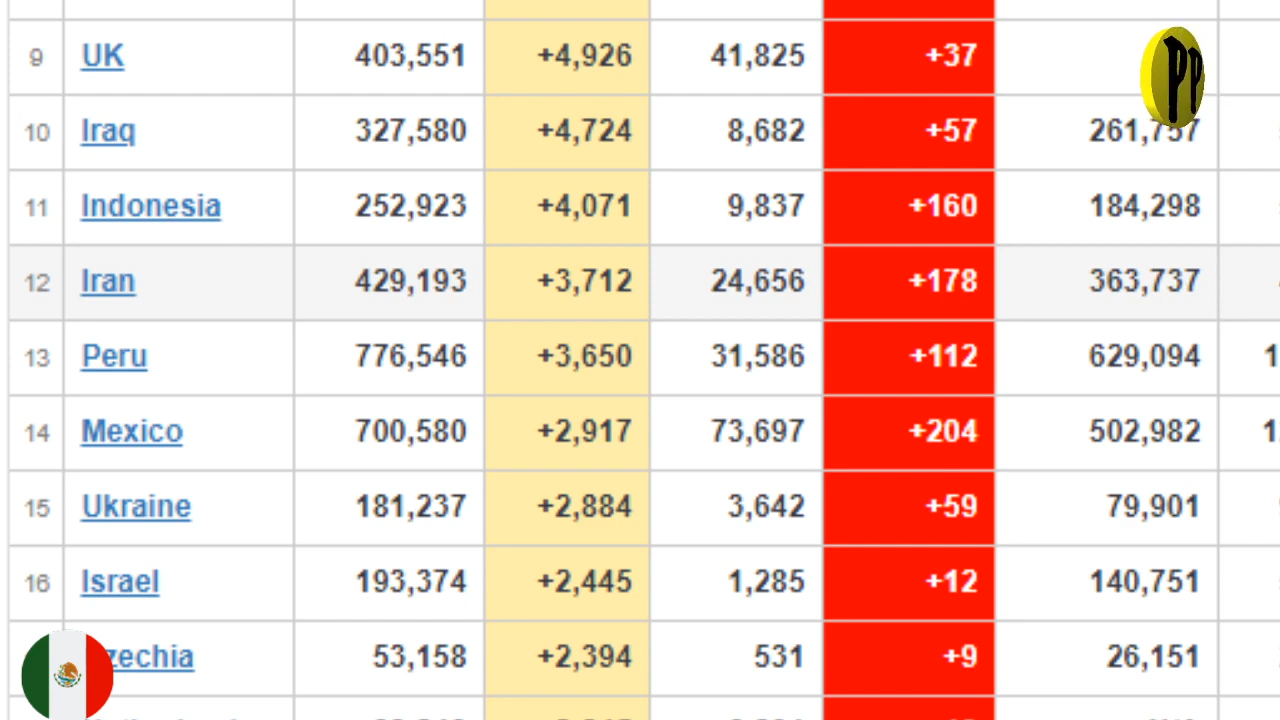 9 UK 403,551 +4,926 41,825 +37
PP
10 Iraq 327,580 +4,724 8,682 +57 261,757
11 Indonesia 252,923 +4,071 9,837 +160 184,298
12 Iran 429,193 +3,712 24,656 +178 363,737
13 Peru 776,546 +3,650 31,586 +112 629,094 1
14 Mexico 700,580 +2,917 73,697 +204 502,982 1
15 Ukraine 181,237 +2,884 3,642 +59 79,901
16 Israel 193,374 +2,445 1,285 +12 140,751
zechia 53,158 +2,394 531 +9 26,151